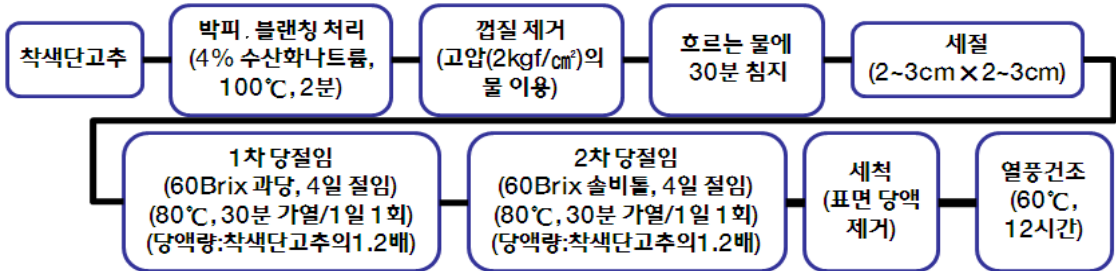 착색단고추
박피, 블랜칭 처리
(4% 수산화나트륨,
100℃, 2분)
껍질 제거
(고압(2kgf/㎠)의
물 이용)
흐르는 물에
30분 침지
세절
(2~3cm×2~3cm)
1차 당절임
(60Brix 과당, 4일 절임)
(80℃, 30분 가열/1일 1회)
(당액량:착색단고추의1.2배)
2차 당절임
(60Brix 솔비톨, 4일 절임)
(80℃, 30분 가열/1일 1회)
(당액량:착색단고추의1.2배)
세척
(표면 당액
제거)
열풍건조
(60℃,
12시간)